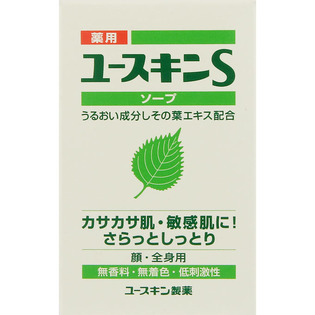 薬用
ユースキンS
ソープ
うるおい成分しその葉エキス配合
カサカサ肌・敏感肌に!
さらっとしっとり
顔・全身用
無香料・無着色・低刺激性
ユースキン製薬